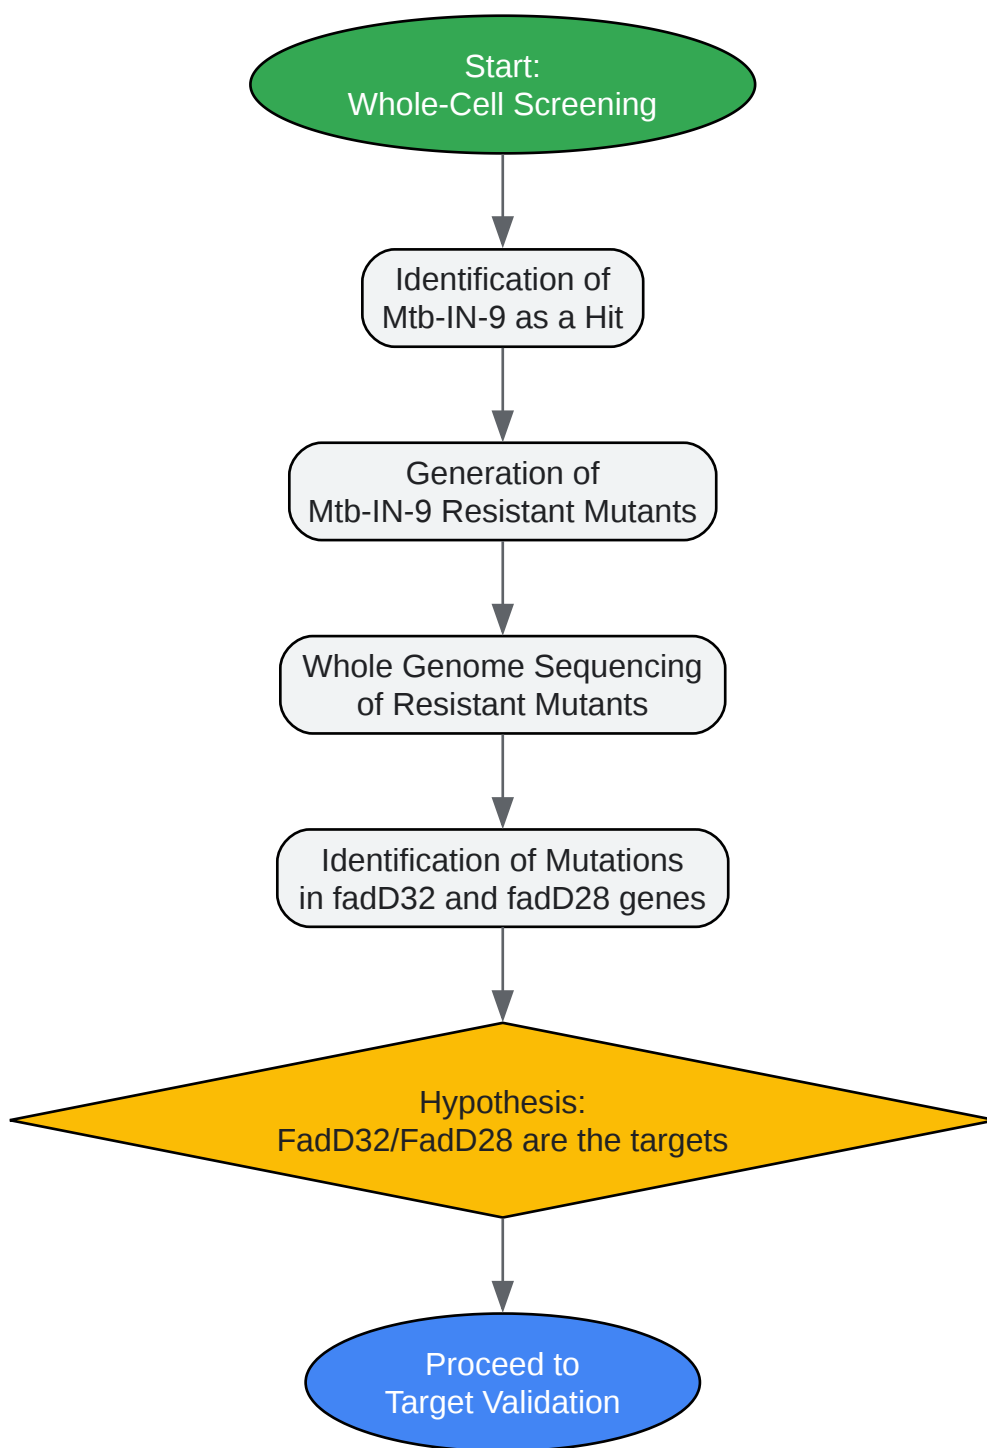 Start:
Whole-Cell Screening
Identification of
Mtb-IN-9 as a Hit
Generation of
Mtb-IN-9 Resistant Mutants
Whole Genome Sequencing
of Resistant Mutants
Identification of Mutations
in fadD32 and fadD28 genes
Hypothesis:
FadD32/FadD28 are the targets
Proceed to
Target Validation